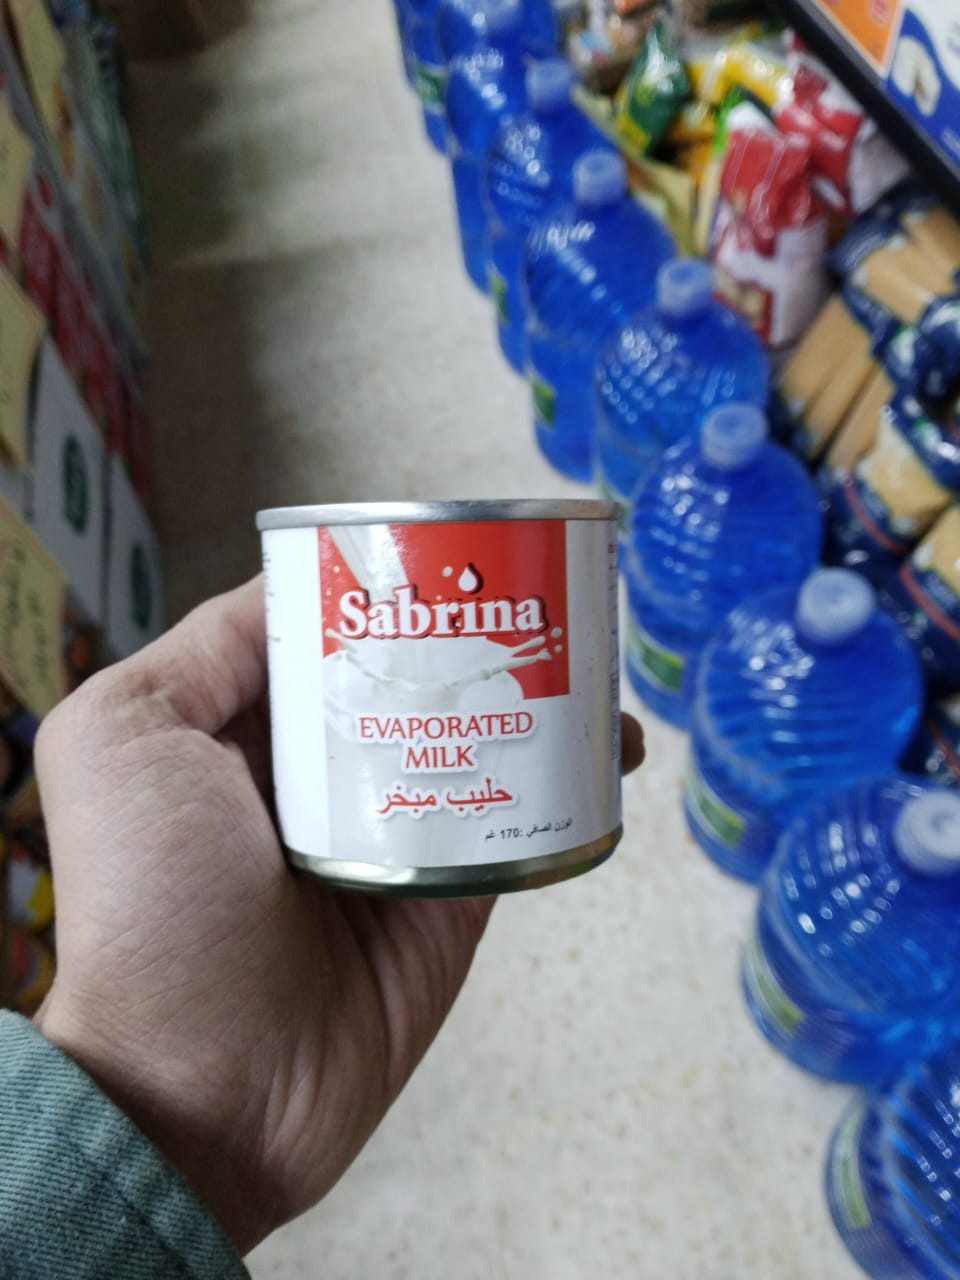 Sabrina
EVAPORATED
MILK
حليب مبخر
الوزن الصافي :170 غم